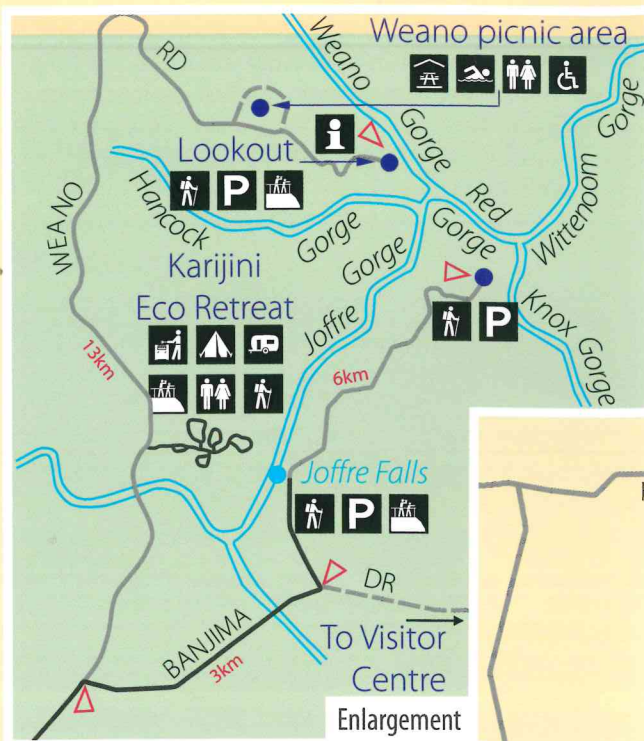 Weano picnic area
RD
Weano
Gorge
i
Lookout
P
Hancock
Gorge
Red
Gorge
Wittenoom
Gorge
WEANO
Karijini
Eco Retreat
Joffre
Gorge
P
Knox Gorge
13km
6km
Joffre Falls
P
DR
BANJIMA
3km
To Visitor
Centre
Enlargement